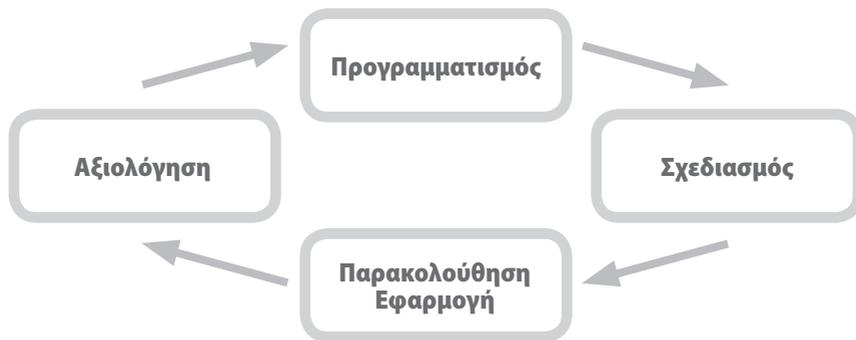 Προγραμματισμός
Αξιολόγηση
Σχεδιασμός
Παρακολούθηση
Εφαρμογή